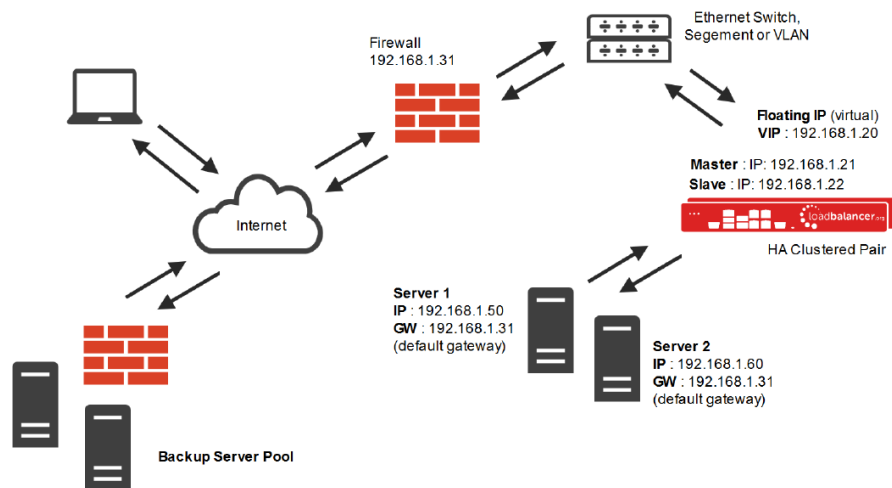 Ethernet Switch,
Segement or VLAN
Firewall
192.168.1.31
Floating IP (virtual)
VIP : 192.168.1.20
Master : IP: 192.168.1.21
Slave : IP: 192.168.1.22
loadbalancer.org
HA Clustered Pair
Internet
Server 1
IP : 192.168.1.50
GW : 192.168.1.31
(default gateway)
Server 2
IP : 192.168.1.60
GW : 192.168.1.31
(default gateway)
Backup Server Pool